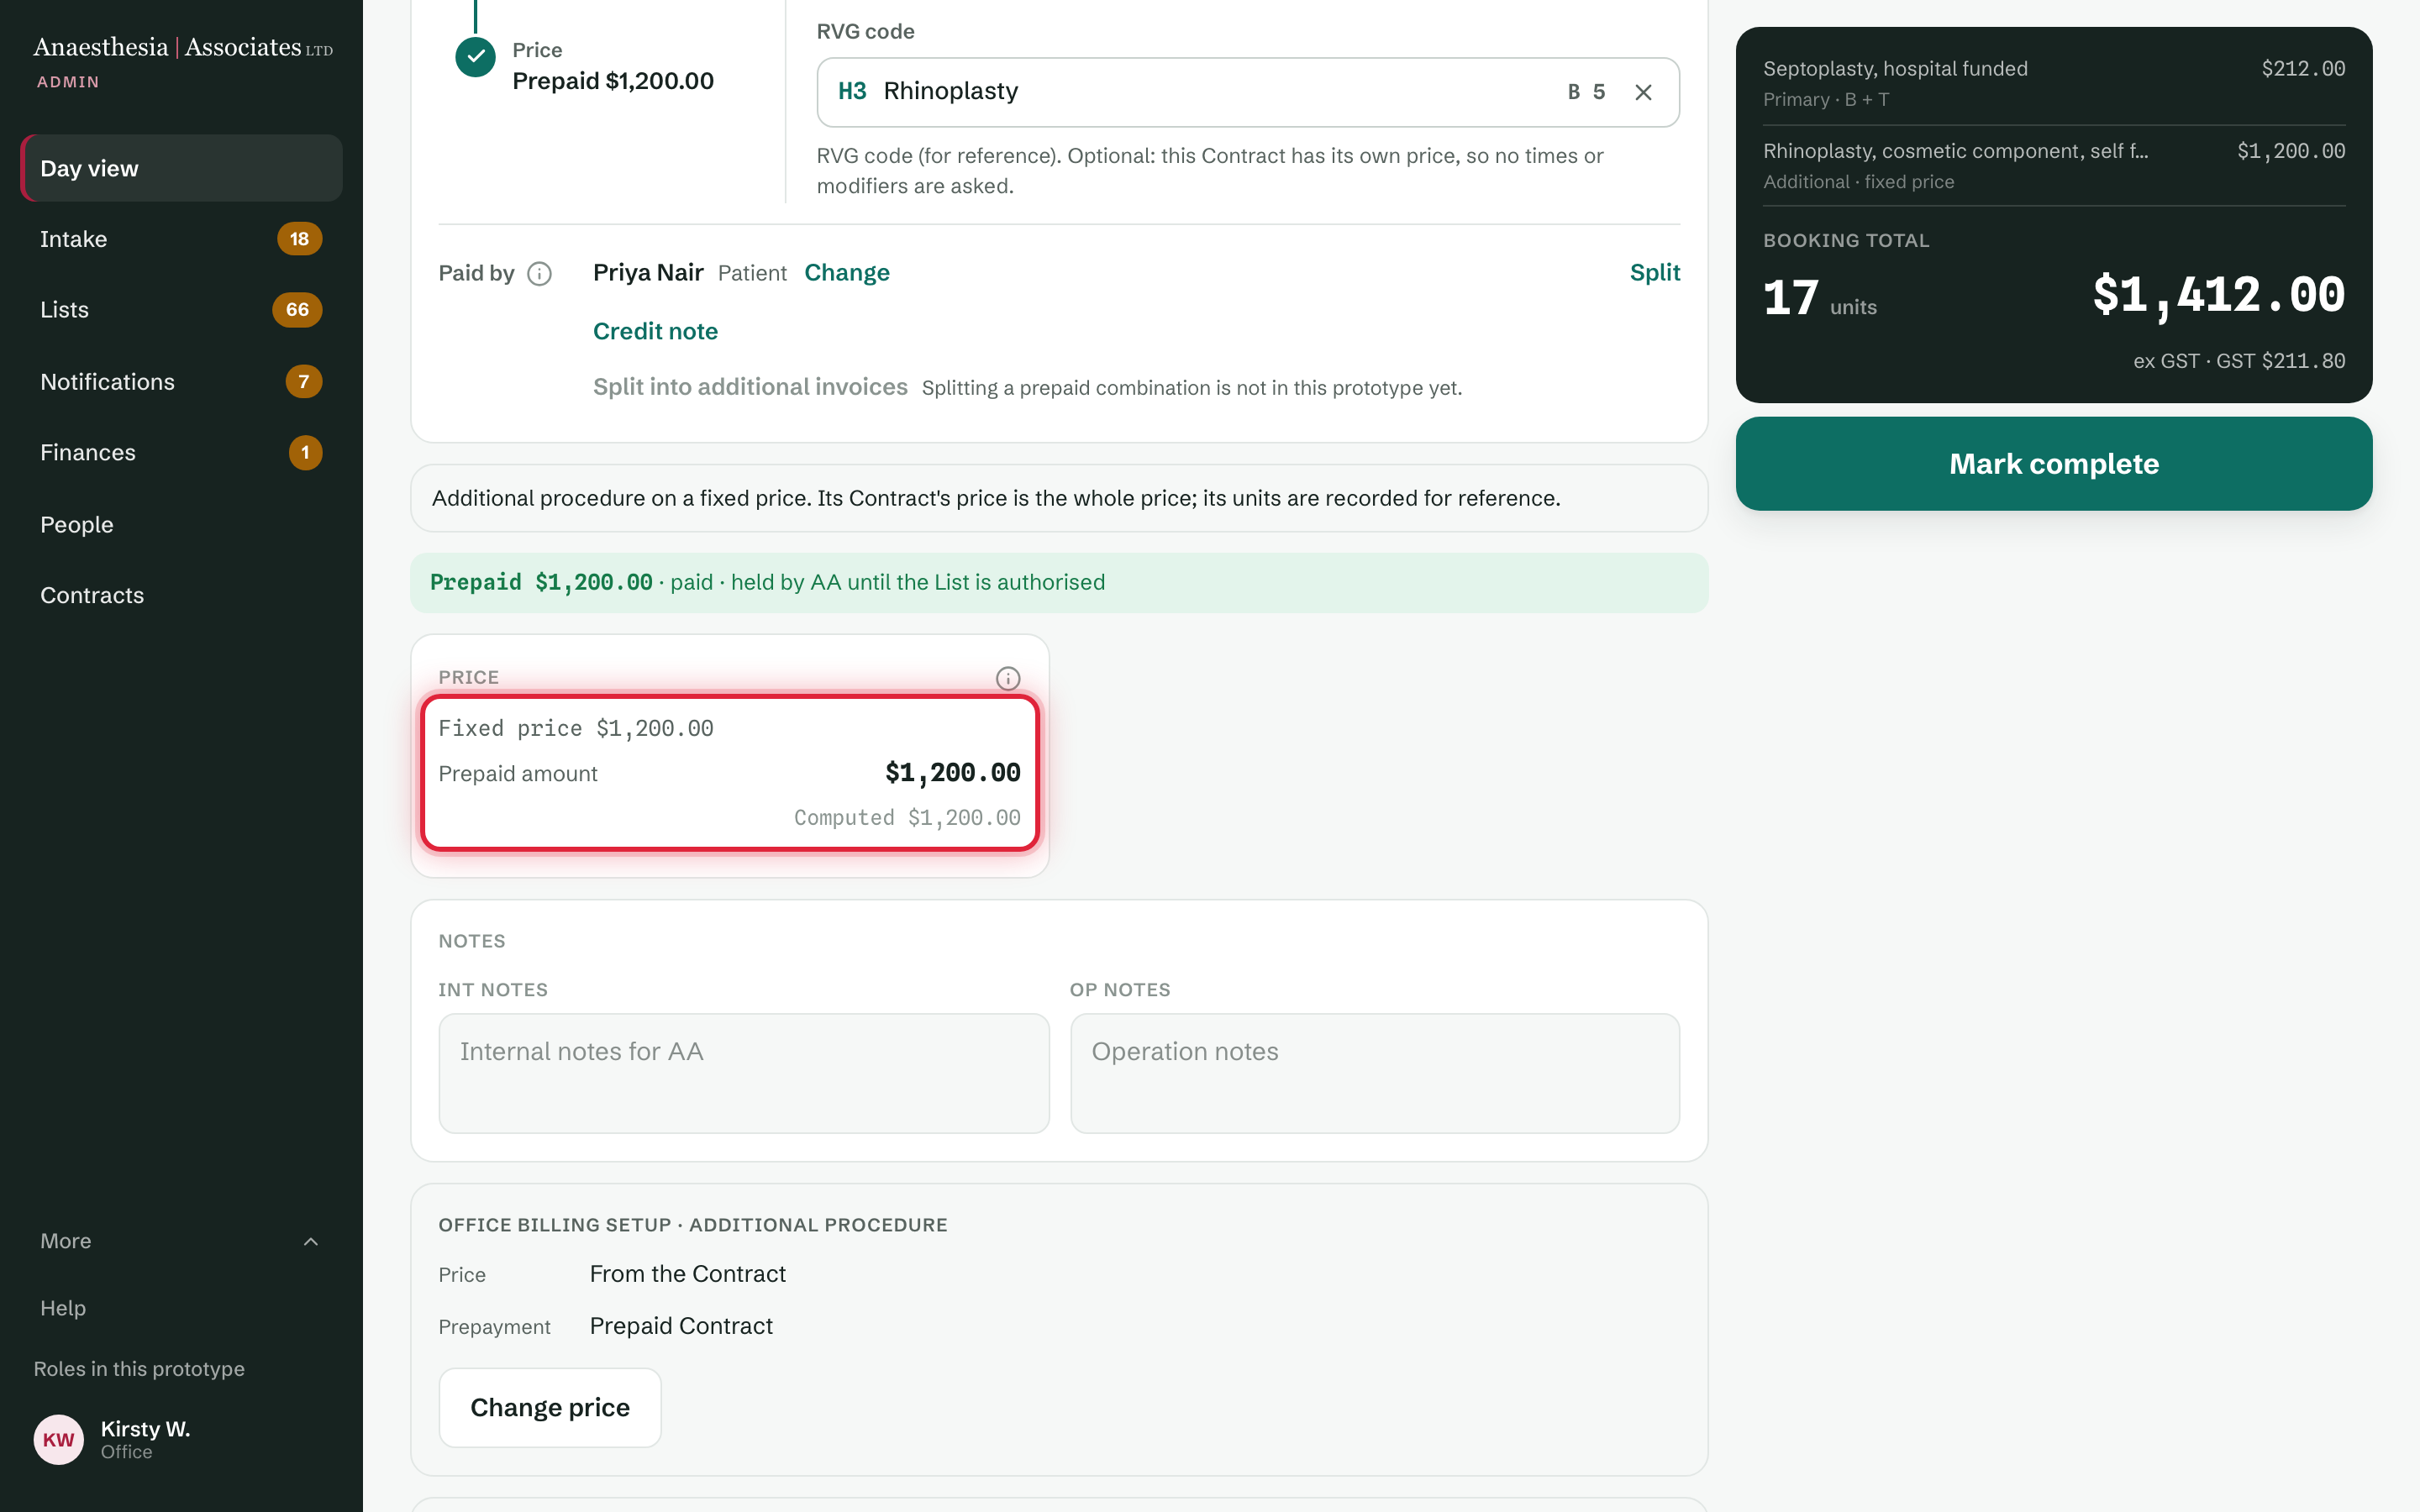 Anaesthesia | Associates LTD
ADMIN
Day view
Intake 18
Lists 66
Notifications 7
Finances 1
People
Contracts
More
Help
Roles in this prototype
KW
Kirsty W.
Office
Price
Prepaid $1,200.00
RVG code
H3 Rhinoplasty B 5
RVG code (for reference). Optional: this Contract has its own price, so no times or
modifiers are asked.
Paid by Priya Nair Patient Change Split
Credit note
Split into additional invoices Splitting a prepaid combination is not in this prototype yet.
Additional procedure on a fixed price. Its Contract's price is the whole price; its units are recorded for reference.
Prepaid $1,200.00 · paid · held by AA until the List is authorised
PRICE
Fixed price $1,200.00
Prepaid amount $1,200.00
Computed $1,200.00
NOTES
INT NOTES
Internal notes for AA
OP NOTES
Operation notes
OFFICE BILLING SETUP · ADDITIONAL PROCEDURE
Price From the Contract
Prepayment Prepaid Contract
Change price
Septoplasty, hospital funded $212.00
Primary · B + T
Rhinoplasty, cosmetic component, self f... $1,200.00
Additional · fixed price
BOOKING TOTAL
17 units $1,412.00
ex GST · GST $211.80
Mark complete